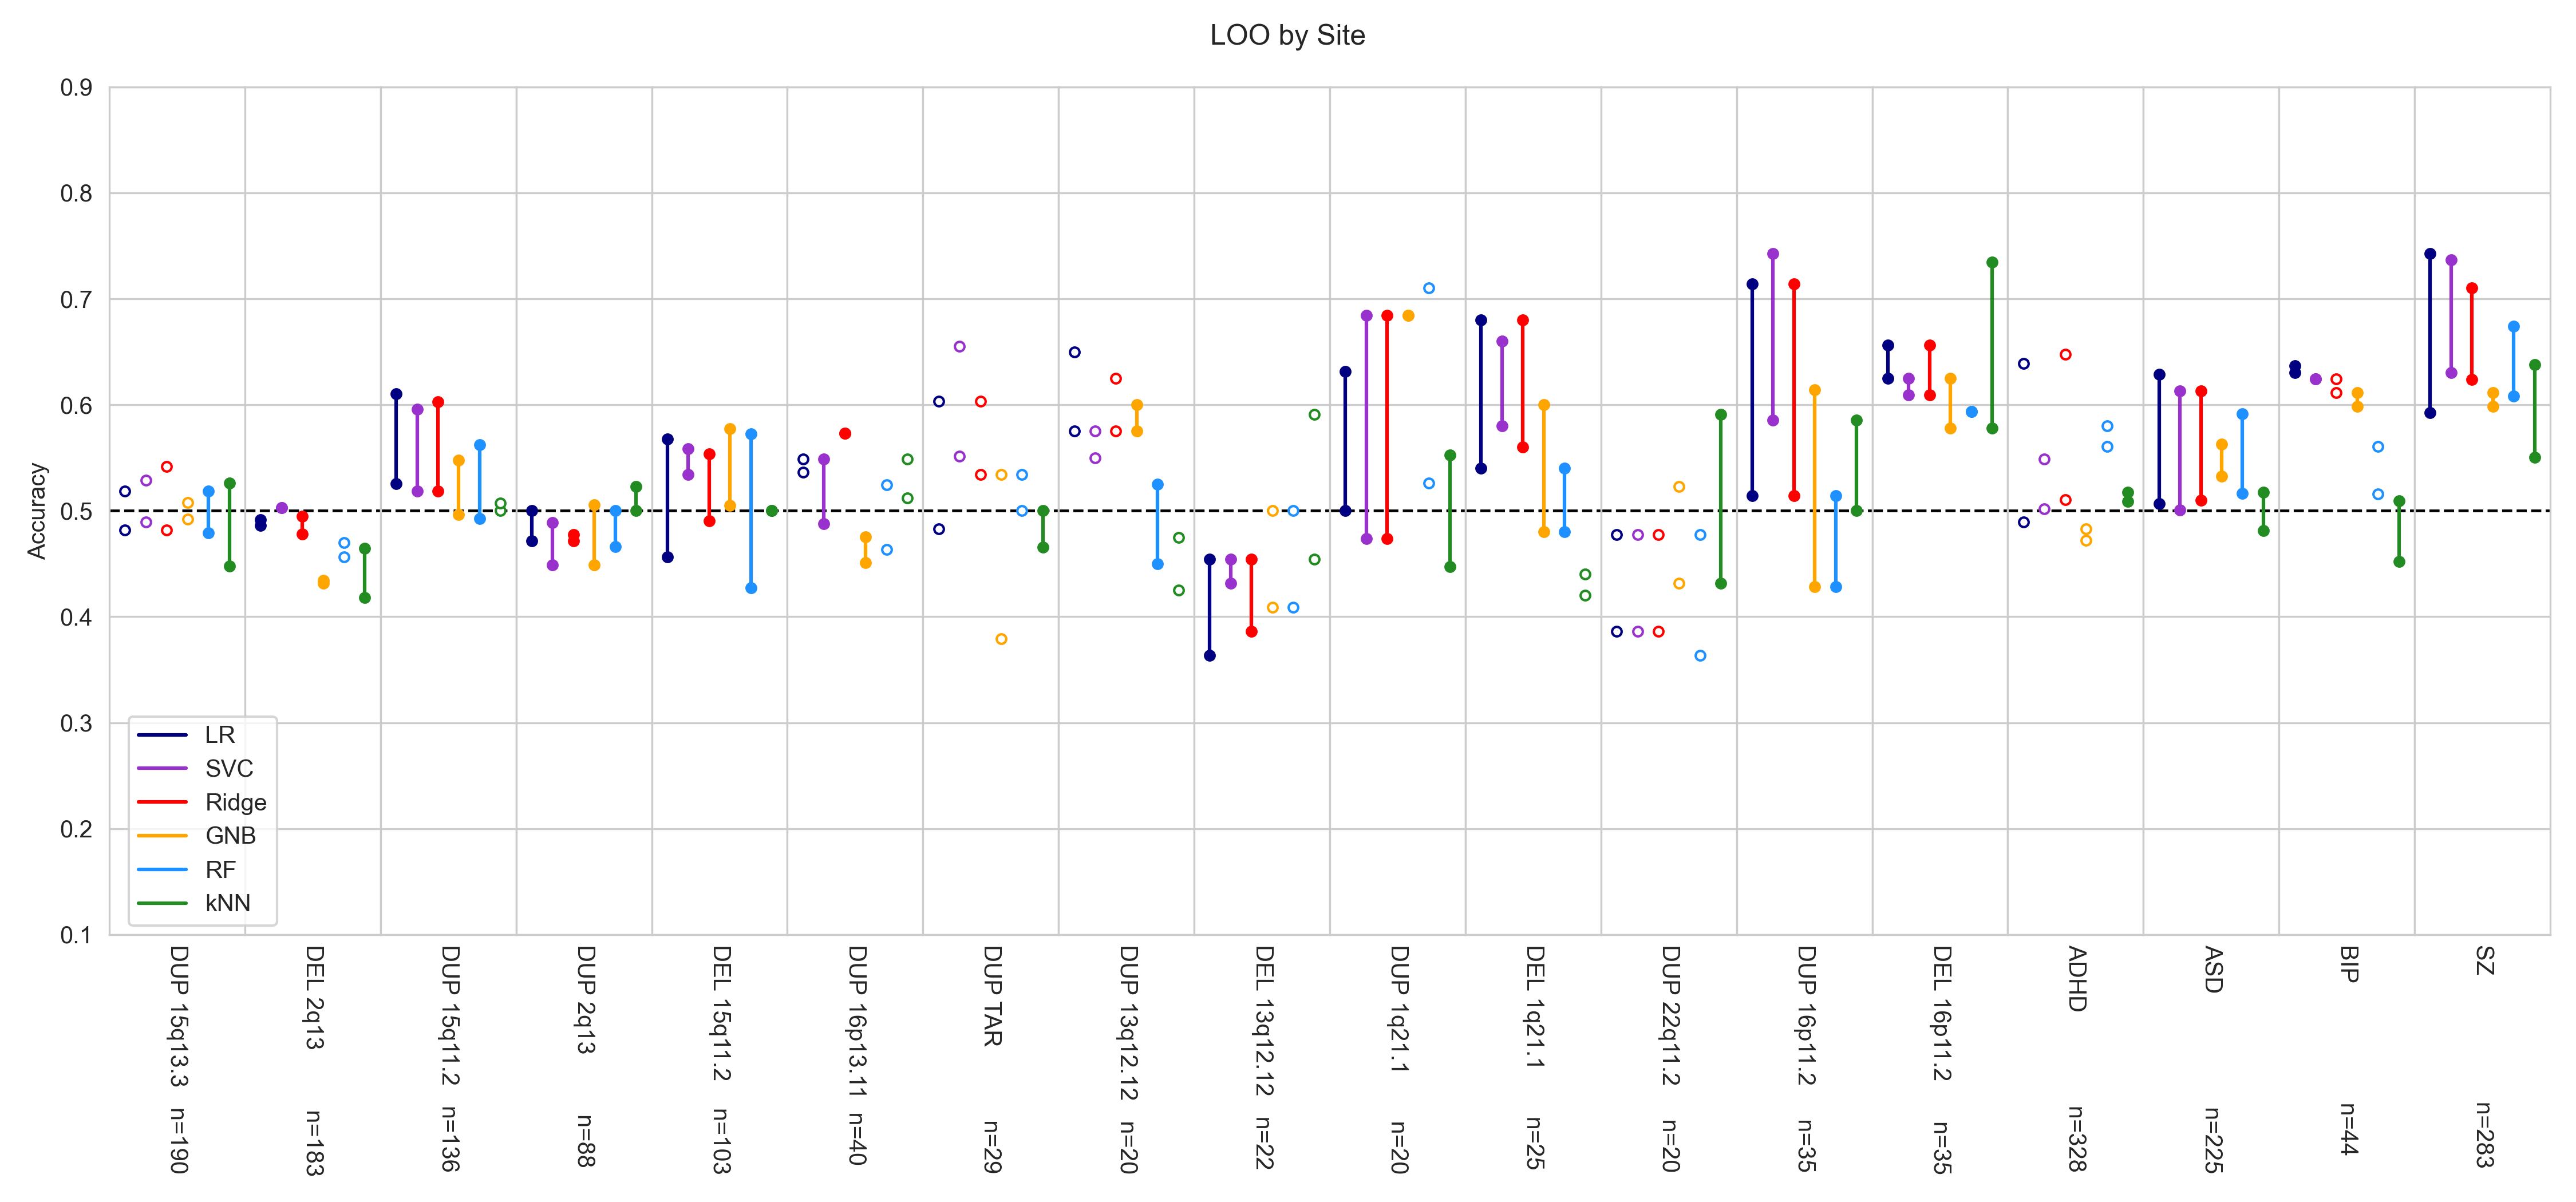 LOO by Site
Accuracy
0.9
0.8
0.7
0.6
0.5
0.4
0.3
0.2
0.1
LR
SVC
Ridge
GNB
RF
kNN
DUP 15q13.3 n=190
DEL 2q13 n=183
DUP 15q11.2 n=136
DUP 2q13 n=88
DEL 15q11.2 n=103
DUP 16p13.11 n=40
DUP TAR n=29
DUP 13q12.12 n=20
DEL 13q12.12 n=22
DUP 1q21.1 n=20
DEL 1q21.1 n=25
DUP 22q11.2 n=20
DUP 16p11.2 n=35
DEL 16p11.2 n=35
ADHD n=328
ASD n=225
BIP n=44
SZ n=283